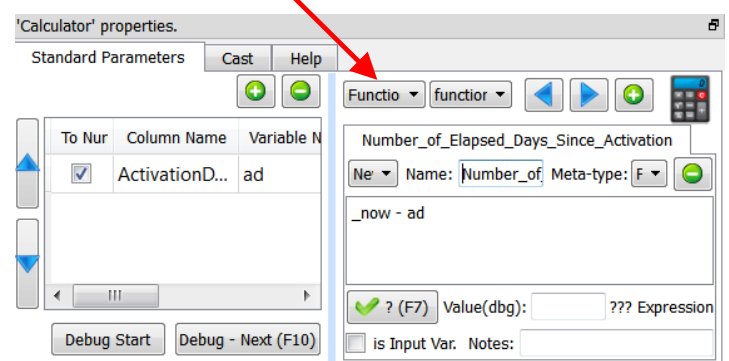 'Calculator' properties.
Standard Parameters Cast Help
To Nur Column Name Variable N
ActivationD... ad
Debug Start Debug - Next (F10)
Functio functior
Number_of_Elapsed_Days_Since_Activation
Ne Name: Number_of Meta-type: F
_now - ad
? (F7) Value(dbg): ??? Expression
is Input Var. Notes: